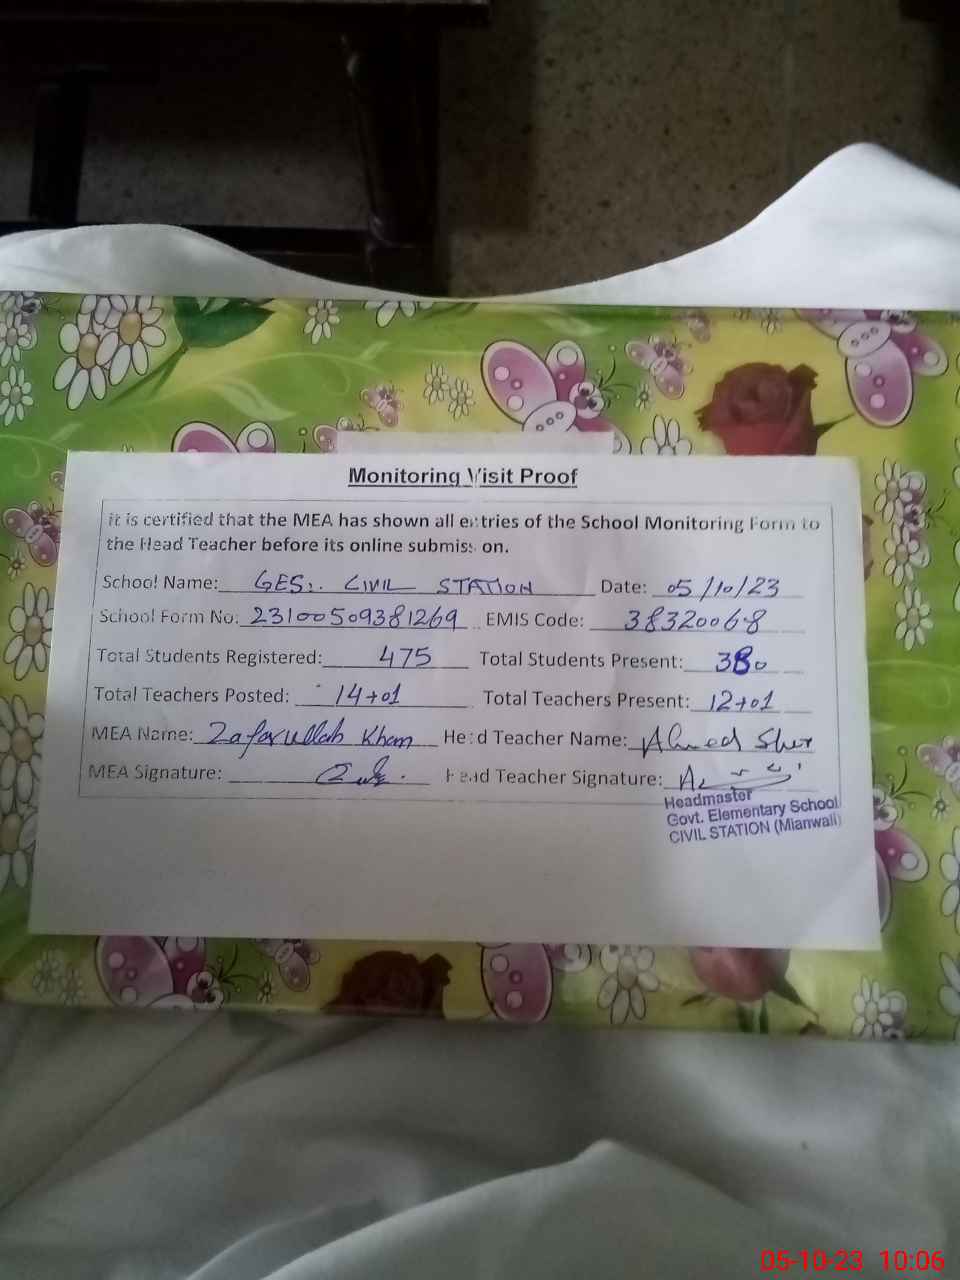 Monitoring Visit Proof
it is certified that the MEA has shown all entries of the School Monitoring Form to
the Head Teacher before its online submission.
School Name: GES:. CIVIL STATION Date: 05/10/23
School Form No: 23100509381269 EMIS Code: 38320068
Total Students Registered: 475 Total Students Present: 380
Total Teachers Posted: 14+01 Total Teachers Present: 12+01
MEA Name: Zafarullah Khan Head Teacher Name: Ahmed Sher
MEA Signature: Head Teacher Signature:
Headmaster
Govt. Elementary School
CIVIL STATION (Mianwali)
05-10-23 10:06